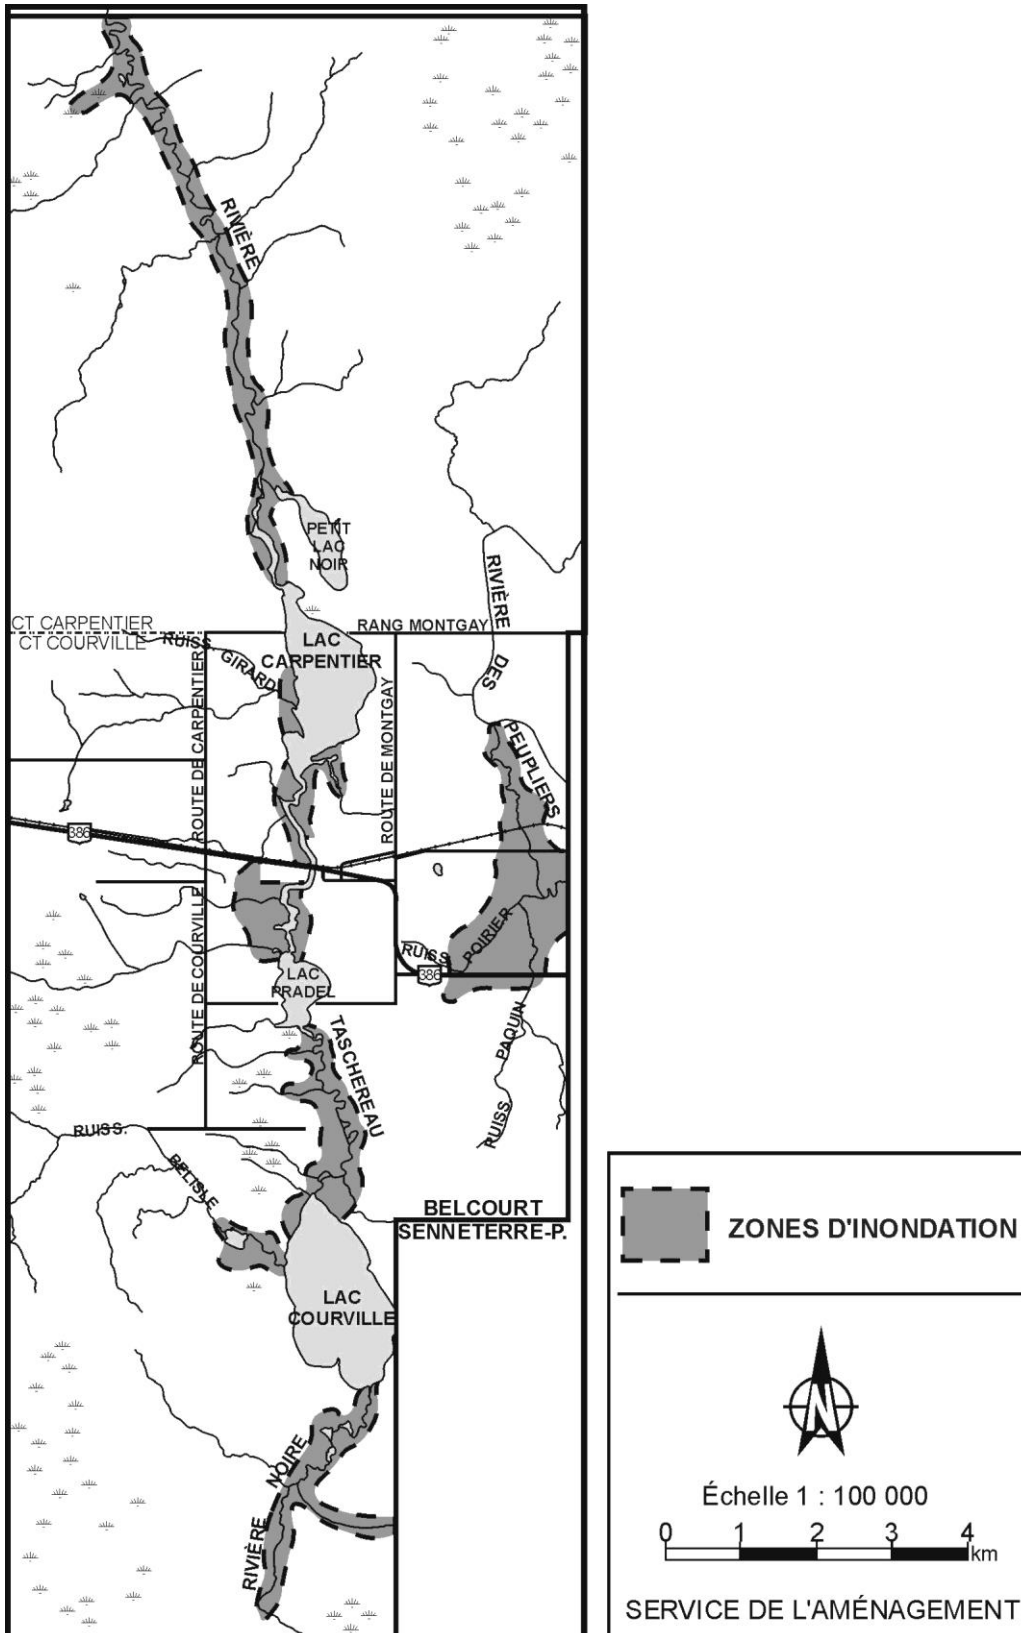 RIVIÈRE
PETIT
LAC
NOIR
RIVIÈRE
DES
PEUPLIERS
CT CARPENTIER
CT COURVILLE
RUISS. GIRARD
LAC
CARPENTIER
RANG MONTGAY
ROUTE DE CARPENTIER
ROUTE DE MONTGAY
386
ROUTE DE COURVILLE
RUISS. POIRIER
386
LAC
PRADEL
TASCHEREAU
RUISS. PAQUIN
RUISS. BELISLE
BELCOURT
SENNETERRE-P.
LAC
COURVILLE
RIVIÈRE NOIRE
ZONES D'INONDATION
N
Échelle 1 : 100 000
0 1 2 3 4
km
SERVICE DE L'AMÉNAGEMENT